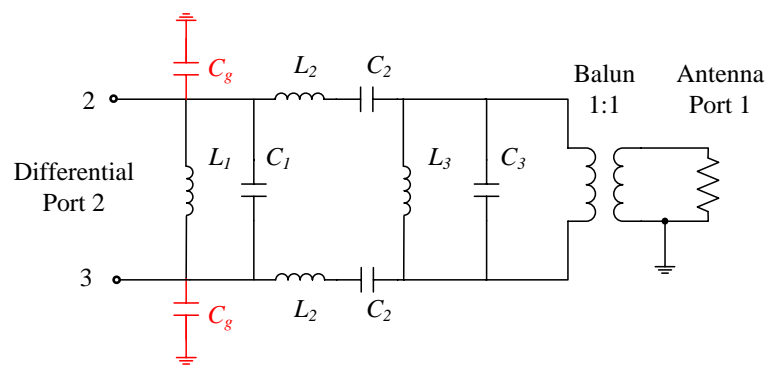 C_g
L_2
C_2
Balun
1:1
Antenna
Port 1
2
L_1
C_1
L_3
C_3
Differential
Port 2
3
C_g
L_2
C_2